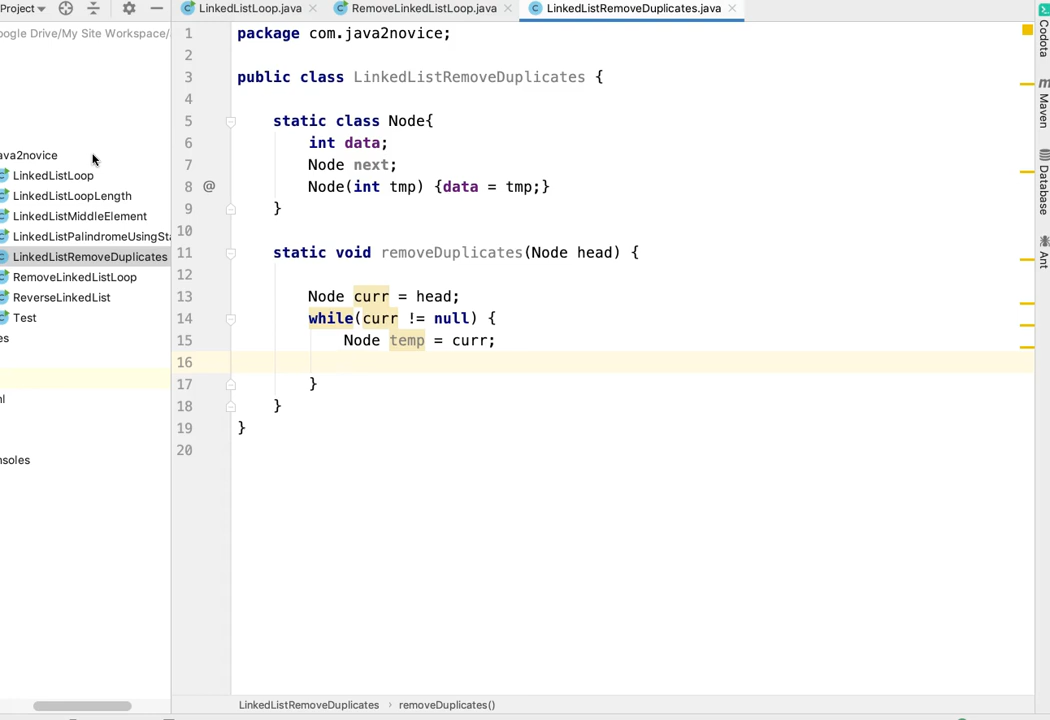 Project
LinkedListLoop.java
RemoveLinkedListLoop.java
LinkedListRemoveDuplicates.java
oogle Drive/My Site Workspace/
ava2novice
LinkedListLoop
LinkedListLoopLength
LinkedListMiddleElement
LinkedListPalindromeUsingSta
LinkedListRemoveDuplicates
RemoveLinkedListLoop
ReverseLinkedList
Test
es
nl
nsoles
1 package com.java2novice;
2
3 public class LinkedListRemoveDuplicates {
4
5 static class Node{
6 int data;
7 Node next;
8 @ Node(int tmp) {data = tmp;}
9 }
10
11 static void removeDuplicates(Node head) {
12
13 Node curr = head;
14 while(curr != null) {
15 Node temp = curr;
16
17 }
18 }
19 }
20
LinkedListRemoveDuplicates › removeDuplicates()
Codota
m Maven
Database
Ant